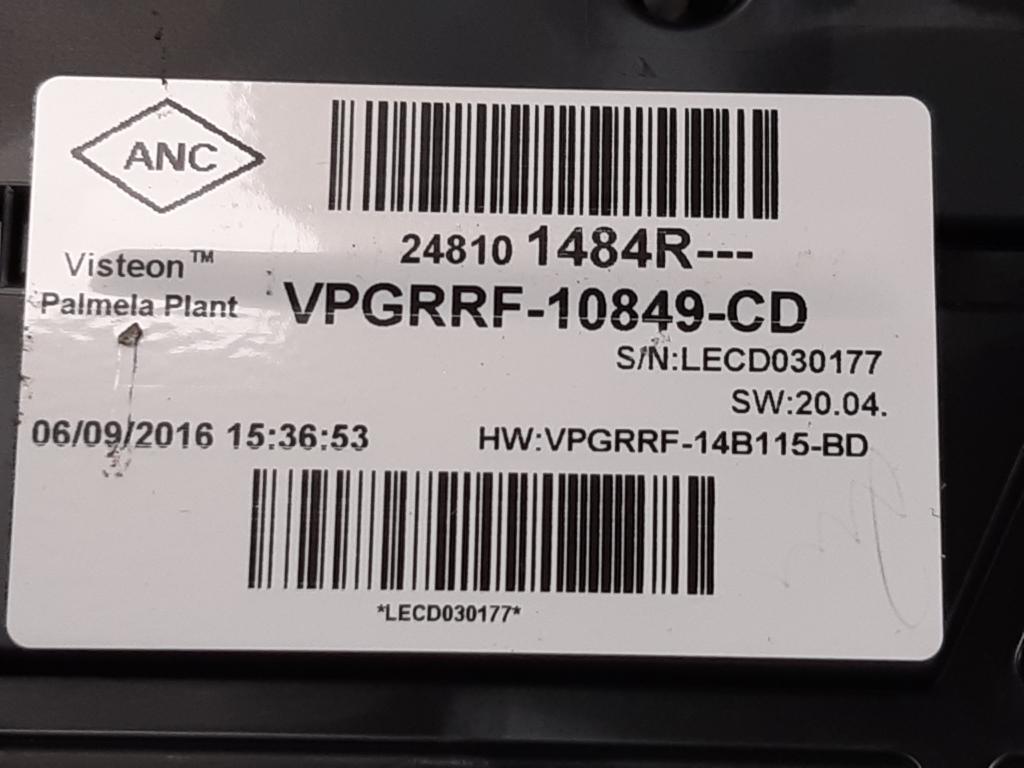 ANC
24810 1484R---
Visteon™
Palmela Plant
VPGRRF-10849-CD
S/N:LECD030177
SW:20.04.
06/09/2016 15:36:53
HW:VPGRRF-14B115-BD
*LECD030177*